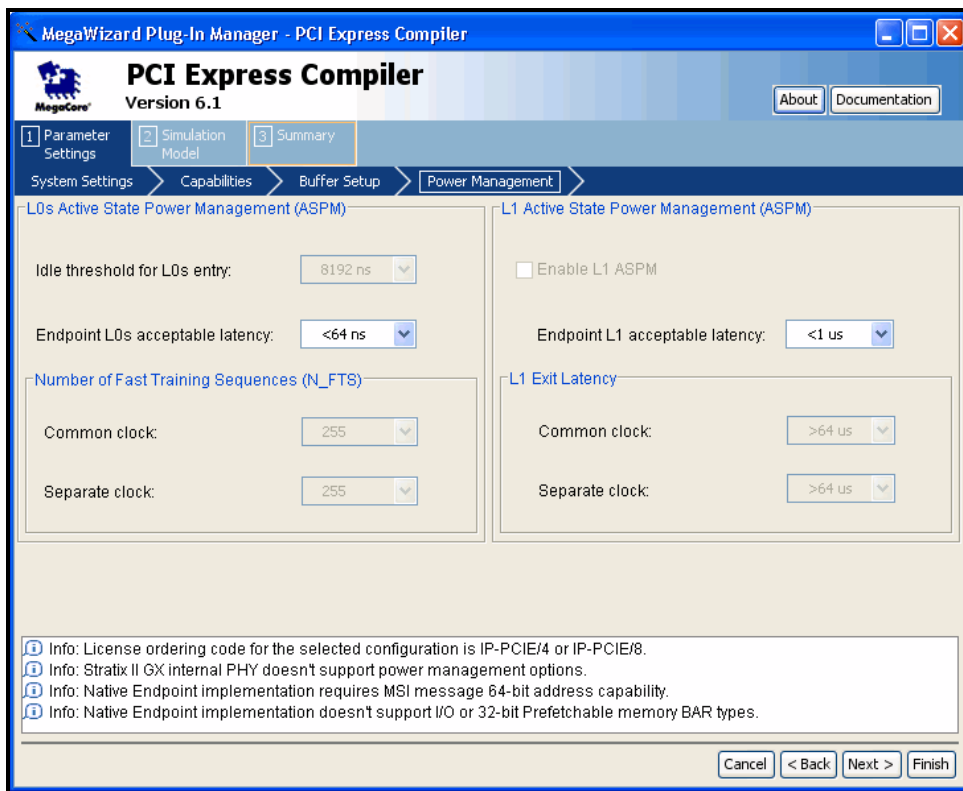 MegaWizard Plug-In Manager - PCI Express Compiler
PCI Express Compiler
Version 6.1
MegaCore®
About
Documentation
1 Parameter Settings
2 Simulation Model
3 Summary
System Settings
Capabilities
Buffer Setup
Power Management
L0s Active State Power Management (ASPM)
Idle threshold for L0s entry: 8192 ns
Endpoint L0s acceptable latency: <64 ns
Number of Fast Training Sequences (N_FTS)
Common clock: 255
Separate clock: 255
L1 Active State Power Management (ASPM)
Enable L1 ASPM
Endpoint L1 acceptable latency: <1 us
L1 Exit Latency
Common clock: >64 us
Separate clock: >64 us
Info: License ordering code for the selected configuration is IP-PCIE/4 or IP-PCIE/8.
Info: Stratix II GX internal PHY doesn't support power management options.
Info: Native Endpoint implementation requires MSI message 64-bit address capability.
Info: Native Endpoint implementation doesn't support I/O or 32-bit Prefetchable memory BAR types.
Cancel
< Back
Next >
Finish